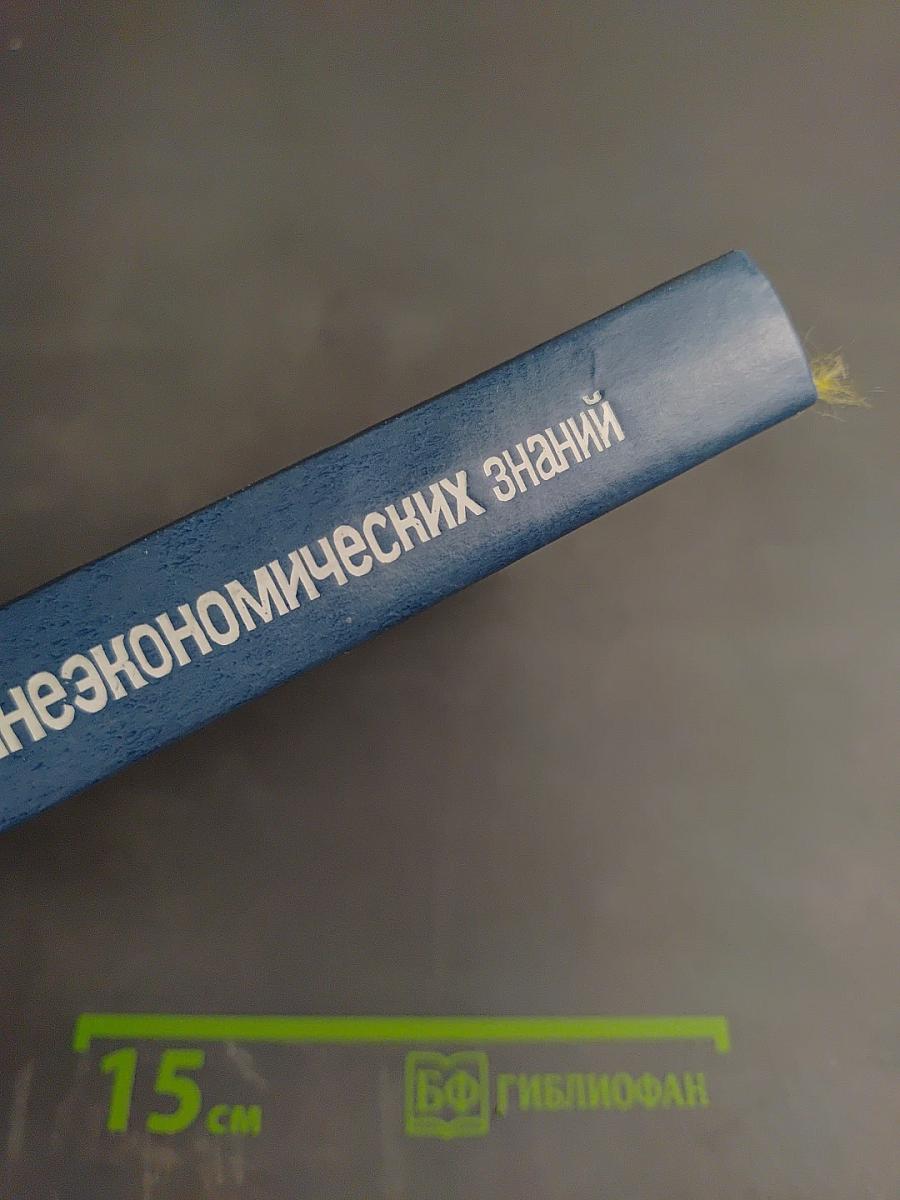 неэкономических знаний
15 см
БФ ГИБЛИОФАН